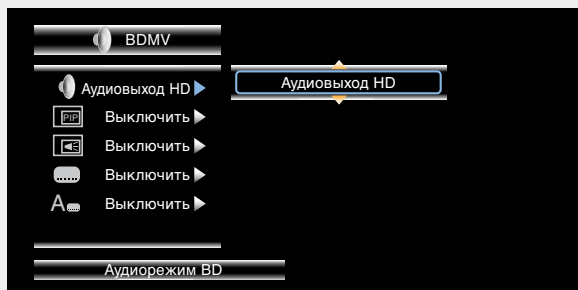 BDMV
Аудиовыход HD
Аудиовыход HD
PIP
Выключить
Выключить
Выключить
A
Выключить
Аудиорежим BD